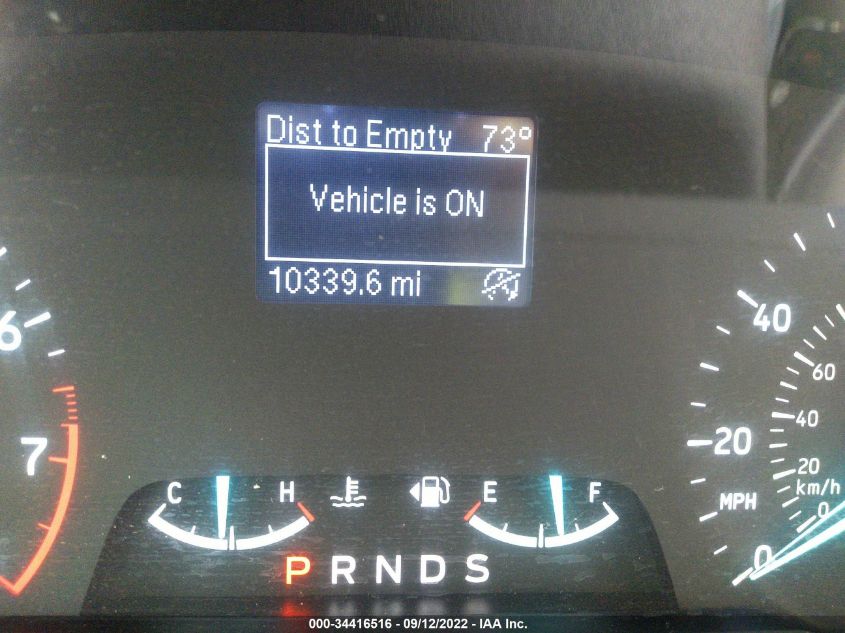 Dist to Empty 73°
Vehicle is ON
10339.6 mi
6
7
C H
E F
P R N D S
40
20
MPH
0
60
40
20
km/h
0
000-34416516 - 09/12/2022 - IAA Inc.